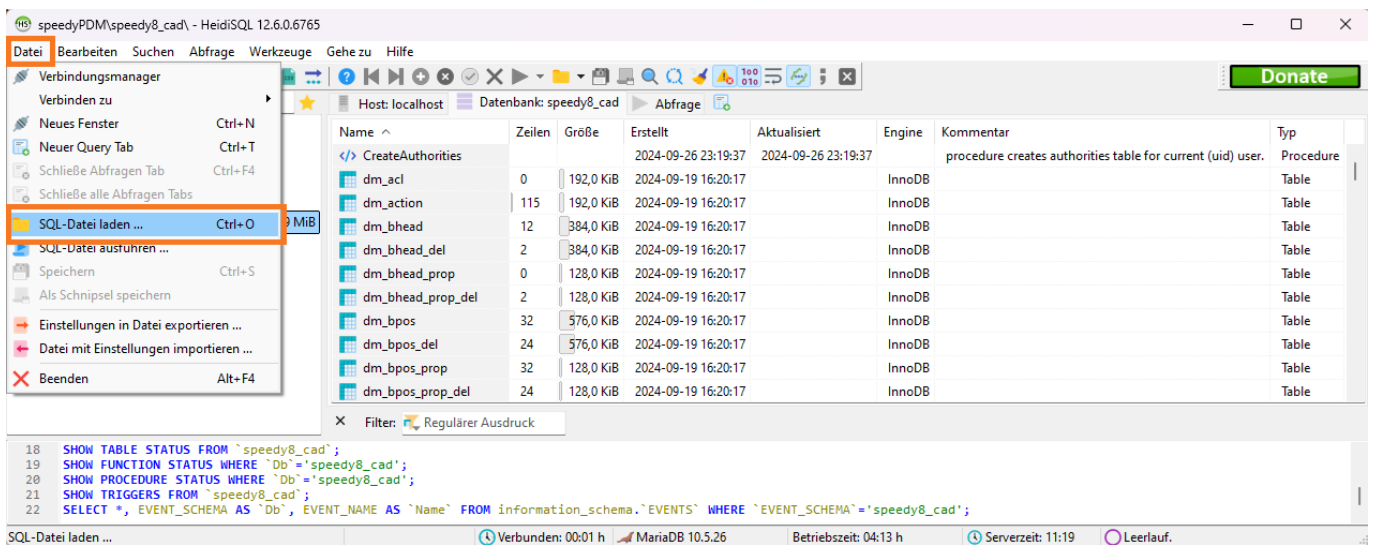 speedyPDM\speedy8_cad\ - HeidiSQL 12.6.0.6765
Datei Bearbeiten Suchen Abfrage Werkzeuge Gehe zu Hilfe
Verbindungsmanager
Verbinden zu
Neues Fenster Ctrl+N
Neuer Query Tab Ctrl+T
Schließe Abfragen Tab Ctrl+F4
Schließe alle Abfragen Tabs
SQL-Datei laden ... Ctrl+O
SQL-Datei ausführen ...
Speichern Ctrl+S
Als Schnipsel speichern
Einstellungen in Datei exportieren ...
Datei mit Einstellungen importieren ...
Beenden Alt+F4
MiB
Donate
Host: localhost Datenbank: speedy8_cad Abfrage
Name Zeilen Größe Erstellt Aktualisiert Engine Kommentar Typ
CreateAuthorities 2024-09-26 23:19:37 2024-09-26 23:19:37 procedure creates authorities table for current (uid) user. Procedure
dm_acl 0 192,0 KiB 2024-09-19 16:20:17 InnoDB Table
dm_action 115 192,0 KiB 2024-09-19 16:20:17 InnoDB Table
dm_bhead 12 384,0 KiB 2024-09-19 16:20:17 InnoDB Table
dm_bhead_del 2 384,0 KiB 2024-09-19 16:20:17 InnoDB Table
dm_bhead_prop 0 128,0 KiB 2024-09-19 16:20:17 InnoDB Table
dm_bhead_prop_del 2 128,0 KiB 2024-09-19 16:20:17 InnoDB Table
dm_bpos 32 576,0 KiB 2024-09-19 16:20:17 InnoDB Table
dm_bpos_del 24 576,0 KiB 2024-09-19 16:20:17 InnoDB Table
dm_bpos_prop 32 128,0 KiB 2024-09-19 16:20:17 InnoDB Table
dm_bpos_prop_del 24 128,0 KiB 2024-09-19 16:20:17 InnoDB Table
Filter: Regulärer Ausdruck
18 SHOW TABLE STATUS FROM `speedy8_cad`;
19 SHOW FUNCTION STATUS WHERE `Db`='speedy8_cad';
20 SHOW PROCEDURE STATUS WHERE `Db`='speedy8_cad';
21 SHOW TRIGGERS FROM `speedy8_cad`;
22 SELECT *, EVENT_SCHEMA AS `Db`, EVENT_NAME AS `Name` FROM information_schema.`EVENTS` WHERE `EVENT_SCHEMA`='speedy8_cad';
SQL-Datei laden ... Verbunden: 00:01 h MariaDB 10.5.26 Betriebszeit: 04:13 h Serverzeit: 11:19 Leerlauf.